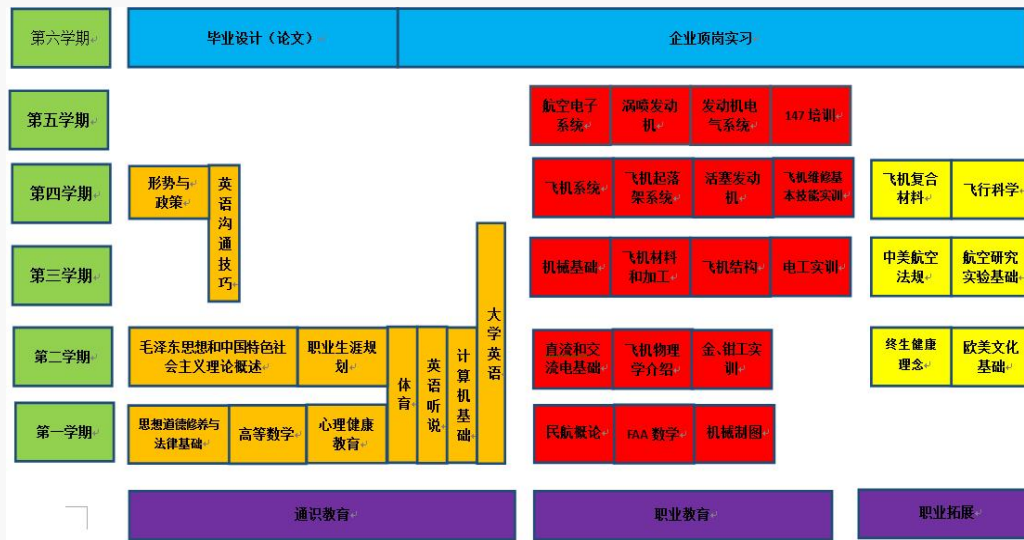 第六学期
毕业设计（论文）
企业顶岗实习
第五学期
航空电子
系统
涡喷发动
机
发动机电
气系统
147 培训
第四学期
形势与
政策
英语沟通技巧
飞机系统
飞机起落
架系统
活塞发动
机
飞机维修基
本技能实训
飞机复合
材料
飞行科学
第三学期
机械基础
飞机材料
和加工
飞机结构
电工实训
中美航空
法规
航空研究
实验基础
第二学期
毛泽东思想和中国特色社
会主义理论概述
职业生涯规
划
体育
英语听说
计算机基础
大学英语
直流和交
流电基础
飞机物理
学介绍
金、钳工实
训
终生健康
理念
欧美文化
基础
第一学期
思想道德修养与
法律基础
高等数学
心理健康
教育
民航概论
FAA 数学
机械制图
通识教育
职业教育
职业拓展